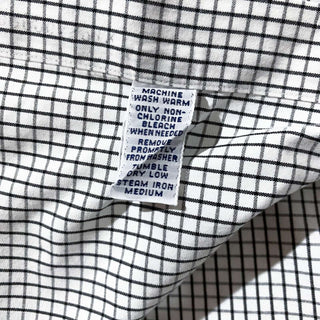 MACHINE
WASH WARM
ONLY NON-
CHLORINE
BLEACH
WHEN NEEDED
REMOVE
PROMPTLY
FROM WASHER
TUMBLE
DRY LOW
STEAM IRON
MEDIUM